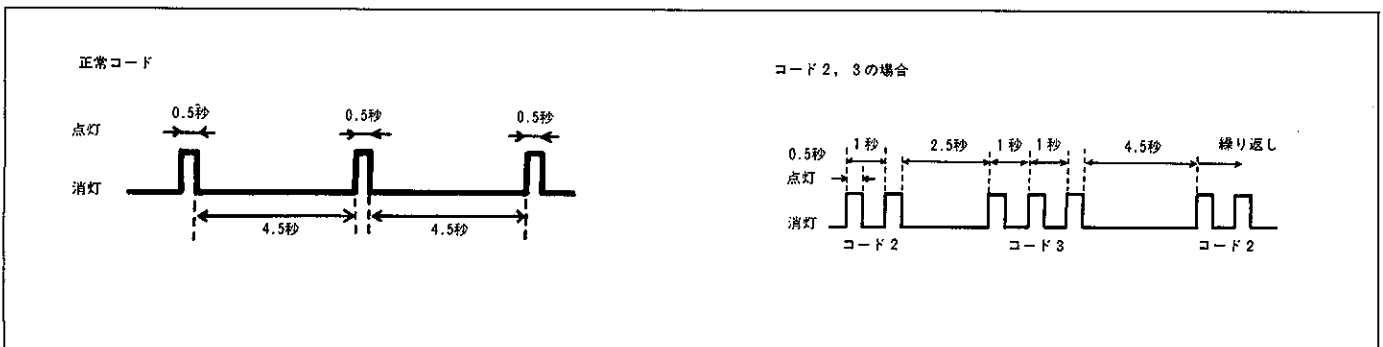 正常コード
0.5秒 0.5秒 0.5秒
点灯
消灯
4.5秒 4.5秒
コード2，3の場合
1秒 2.5秒 1秒 1秒 4.5秒 繰り返し
0.5秒
点灯
消灯
コード2 コード3 コード2